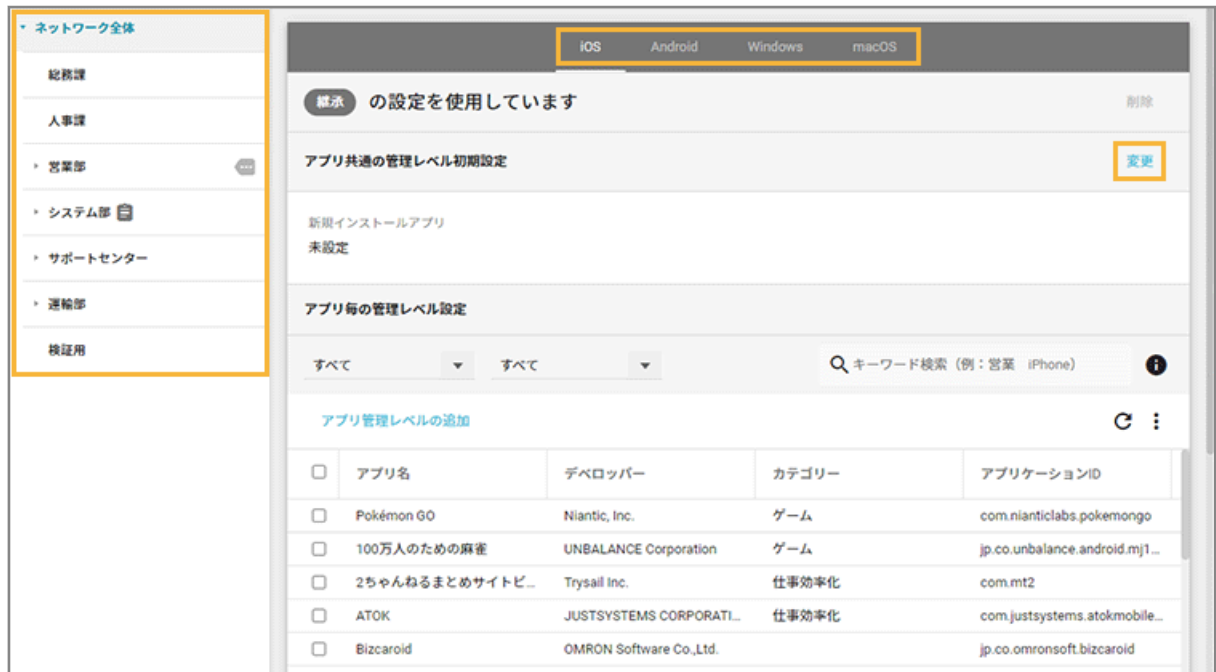 ネットワーク全体
総務課
人事課
営業部
システム部
サポートセンター
運輸部
検証用
iOS Android Windows macOS
継承 の設定を使用しています 削除
アプリ共通の管理レベル初期設定 変更
新規インストールアプリ
未設定
アプリ毎の管理レベル設定
すべて すべて キーワード検索（例：営業 iPhone）
アプリ管理レベルの追加
アプリ名 デベロッパー カテゴリー アプリケーションID
Pokémon GO Niantic, Inc. ゲーム com.nianticlabs.pokemongo
100万人のための麻雀 UNBALANCE Corporation ゲーム jp.co.unbalance.android.mj1...
2ちゃんねるまとめサイトビ... Trysail Inc. 仕事効率化 com.mt2
ATOK JUSTSYSTEMS CORPORATI... 仕事効率化 com.justsystems.atokmobile...
Bizcaroid OMRON Software Co.,Ltd. jp.co.omronsoft.bizcaroid